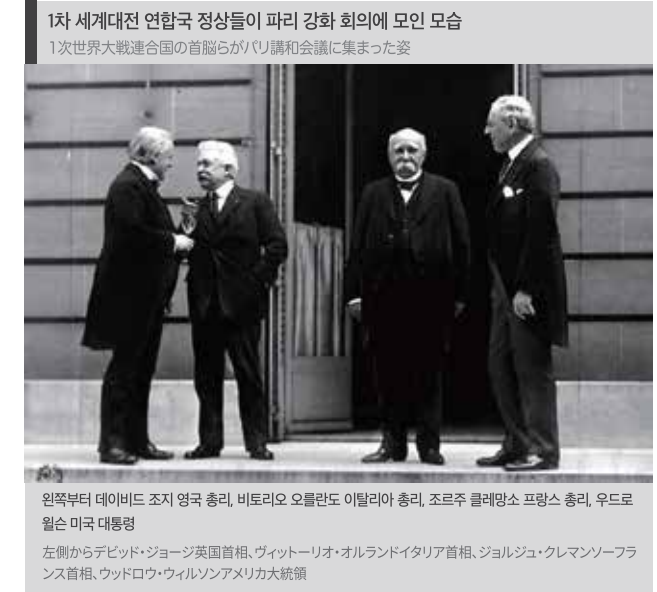 1차 세계대전 연합국 정상들이 파리 강화 회의에 모인 모습
1次世界大戦連合国の首脳らがパリ講和会議に集まった姿
왼쪽부터 데이비드 조지 영국 총리, 비토리오 오를란도 이탈리아 총리, 조르주 클레망소 프랑스 총리, 우드로
윌슨 미국 대통령
左側からデビッド・ジョージ英国首相、ヴィットーリオ・オルランドイタリア首相、ジョルジュ・クレマンソーフラ
ンス首相、ウッドロウ・ウィルソンアメリカ大統領